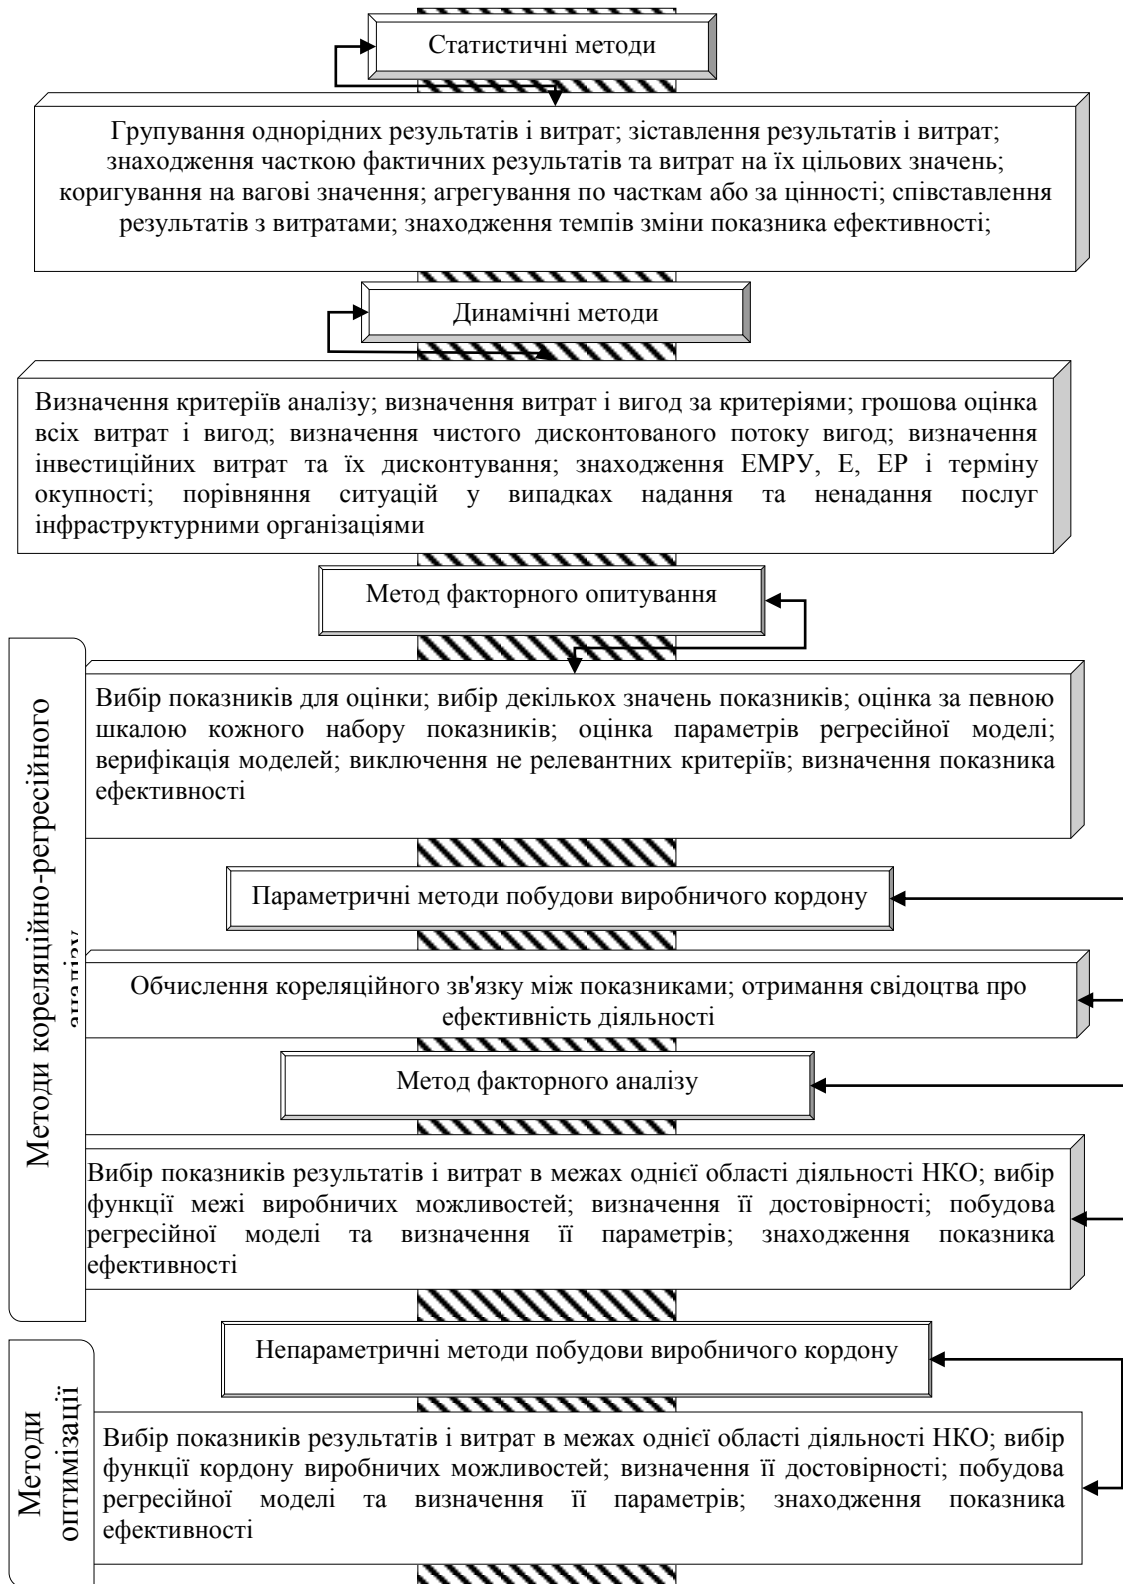 Статистичні методи
Групування однорідних результатів і витрат; зіставлення результатів і витрат;
знаходження часткою фактичних результатів та витрат на їх цільових значень;
коригування на вагові значення; агрегування по часткам або за цінності; співставлення
результатів з витратами; знаходження темпів зміни показника ефективності;
Динамічні методи
Визначення критеріїв аналізу; визначення витрат і вигод за критеріями; грошова оцінка
всіх витрат і вигод; визначення чистого дисконтованого потоку вигод; визначення
інвестиційних витрат та їх дисконтування; знаходження ЕМРУ, Е, ЕР і терміну
окупності; порівняння ситуацій у випадках надання та ненадання послуг
інфраструктурними організаціями
Метод факторного опитування
Методи кореляційно-регресійного
аналізу
Вибір показників для оцінки; вибір декількох значень показників; оцінка за певною
шкалою кожного набору показників; оцінка параметрів регресійної моделі;
верифікація моделей; виключення не релевантних критеріїв; визначення показника
ефективності
Параметричні методи побудови виробничого кордону
Обчислення кореляційного зв'язку між показниками; отримання свідоцтва про
ефективність діяльності
Метод факторного аналізу
Вибір показників результатів і витрат в межах однієї області діяльності НКО; вибір
функції межі виробничих можливостей; визначення її достовірності; побудова
регресійної моделі та визначення її параметрів; знаходження показника
ефективності
Непараметричні методи побудови виробничого кордону
Методи
оптимізації
Вибір показників результатів і витрат в межах однієї області діяльності НКО; вибір
функції кордону виробничих можливостей; визначення її достовірності; побудова
регресійної моделі та визначення її параметрів; знаходження показника
ефективності